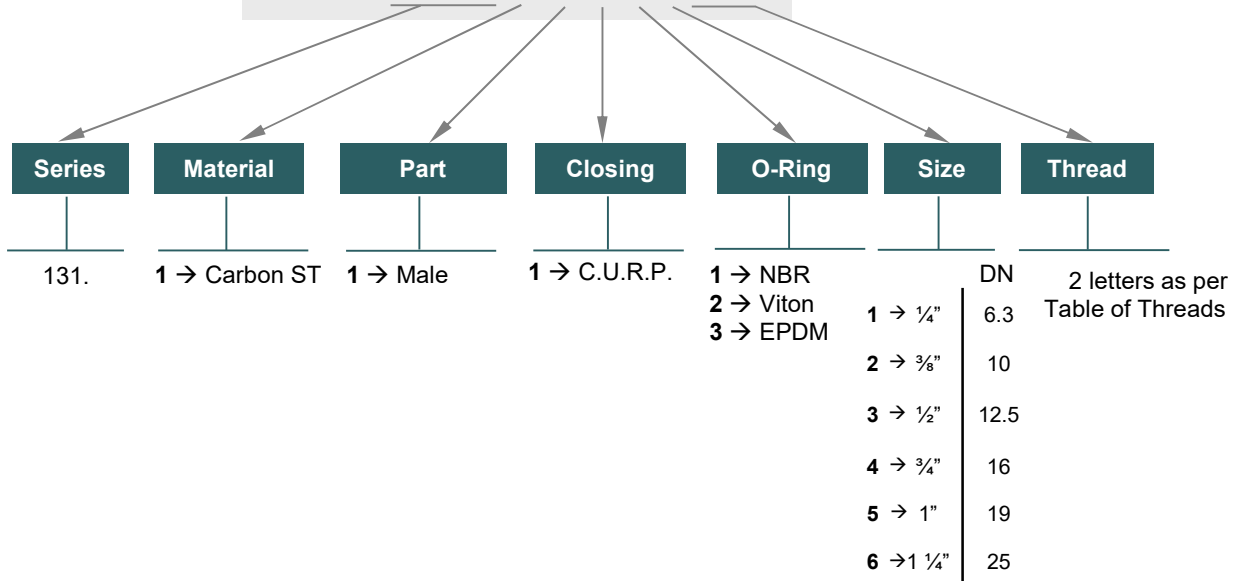 Series Material Part Closing O-Ring Size Thread
131.
1 → Carbon ST
1 → Male
1 → C.U.R.P.
1 → NBR
2 → Viton
3 → EPDM
DN
1 → ¼” 6.3
2 → ⅜” 10
3 → ½” 12.5
4 → ¾” 16
5 → 1” 19
6 →1 ¼” 25
2 letters as per
Table of Threads